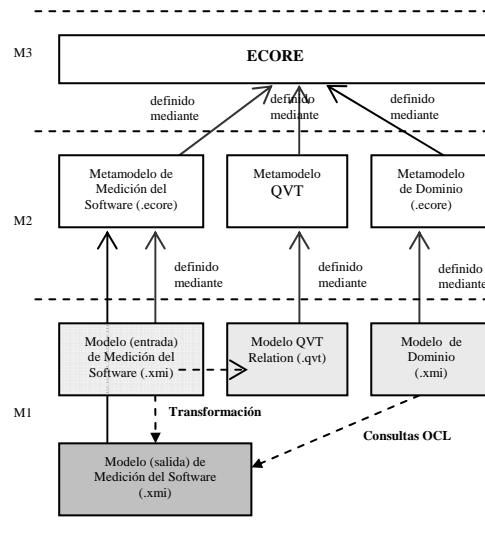 M3
ECORE
definido
mediante
definido
mediante
definido
mediante
M2
Metamodelo de
Medición del
Software (.ecore)
Metamodelo
QVT
Metamodelo
de Dominio
(.ecore)
definido
mediante
definido
mediante
definido
mediante
M1
Modelo (entrada)
de Medición del
Software (.xmi)
Modelo QVT
Relation (.qvt)
Modelo de
Dominio
(.xmi)
Transformación
Consultas OCL
Modelo (salida) de
Medición del Software
(.xmi)